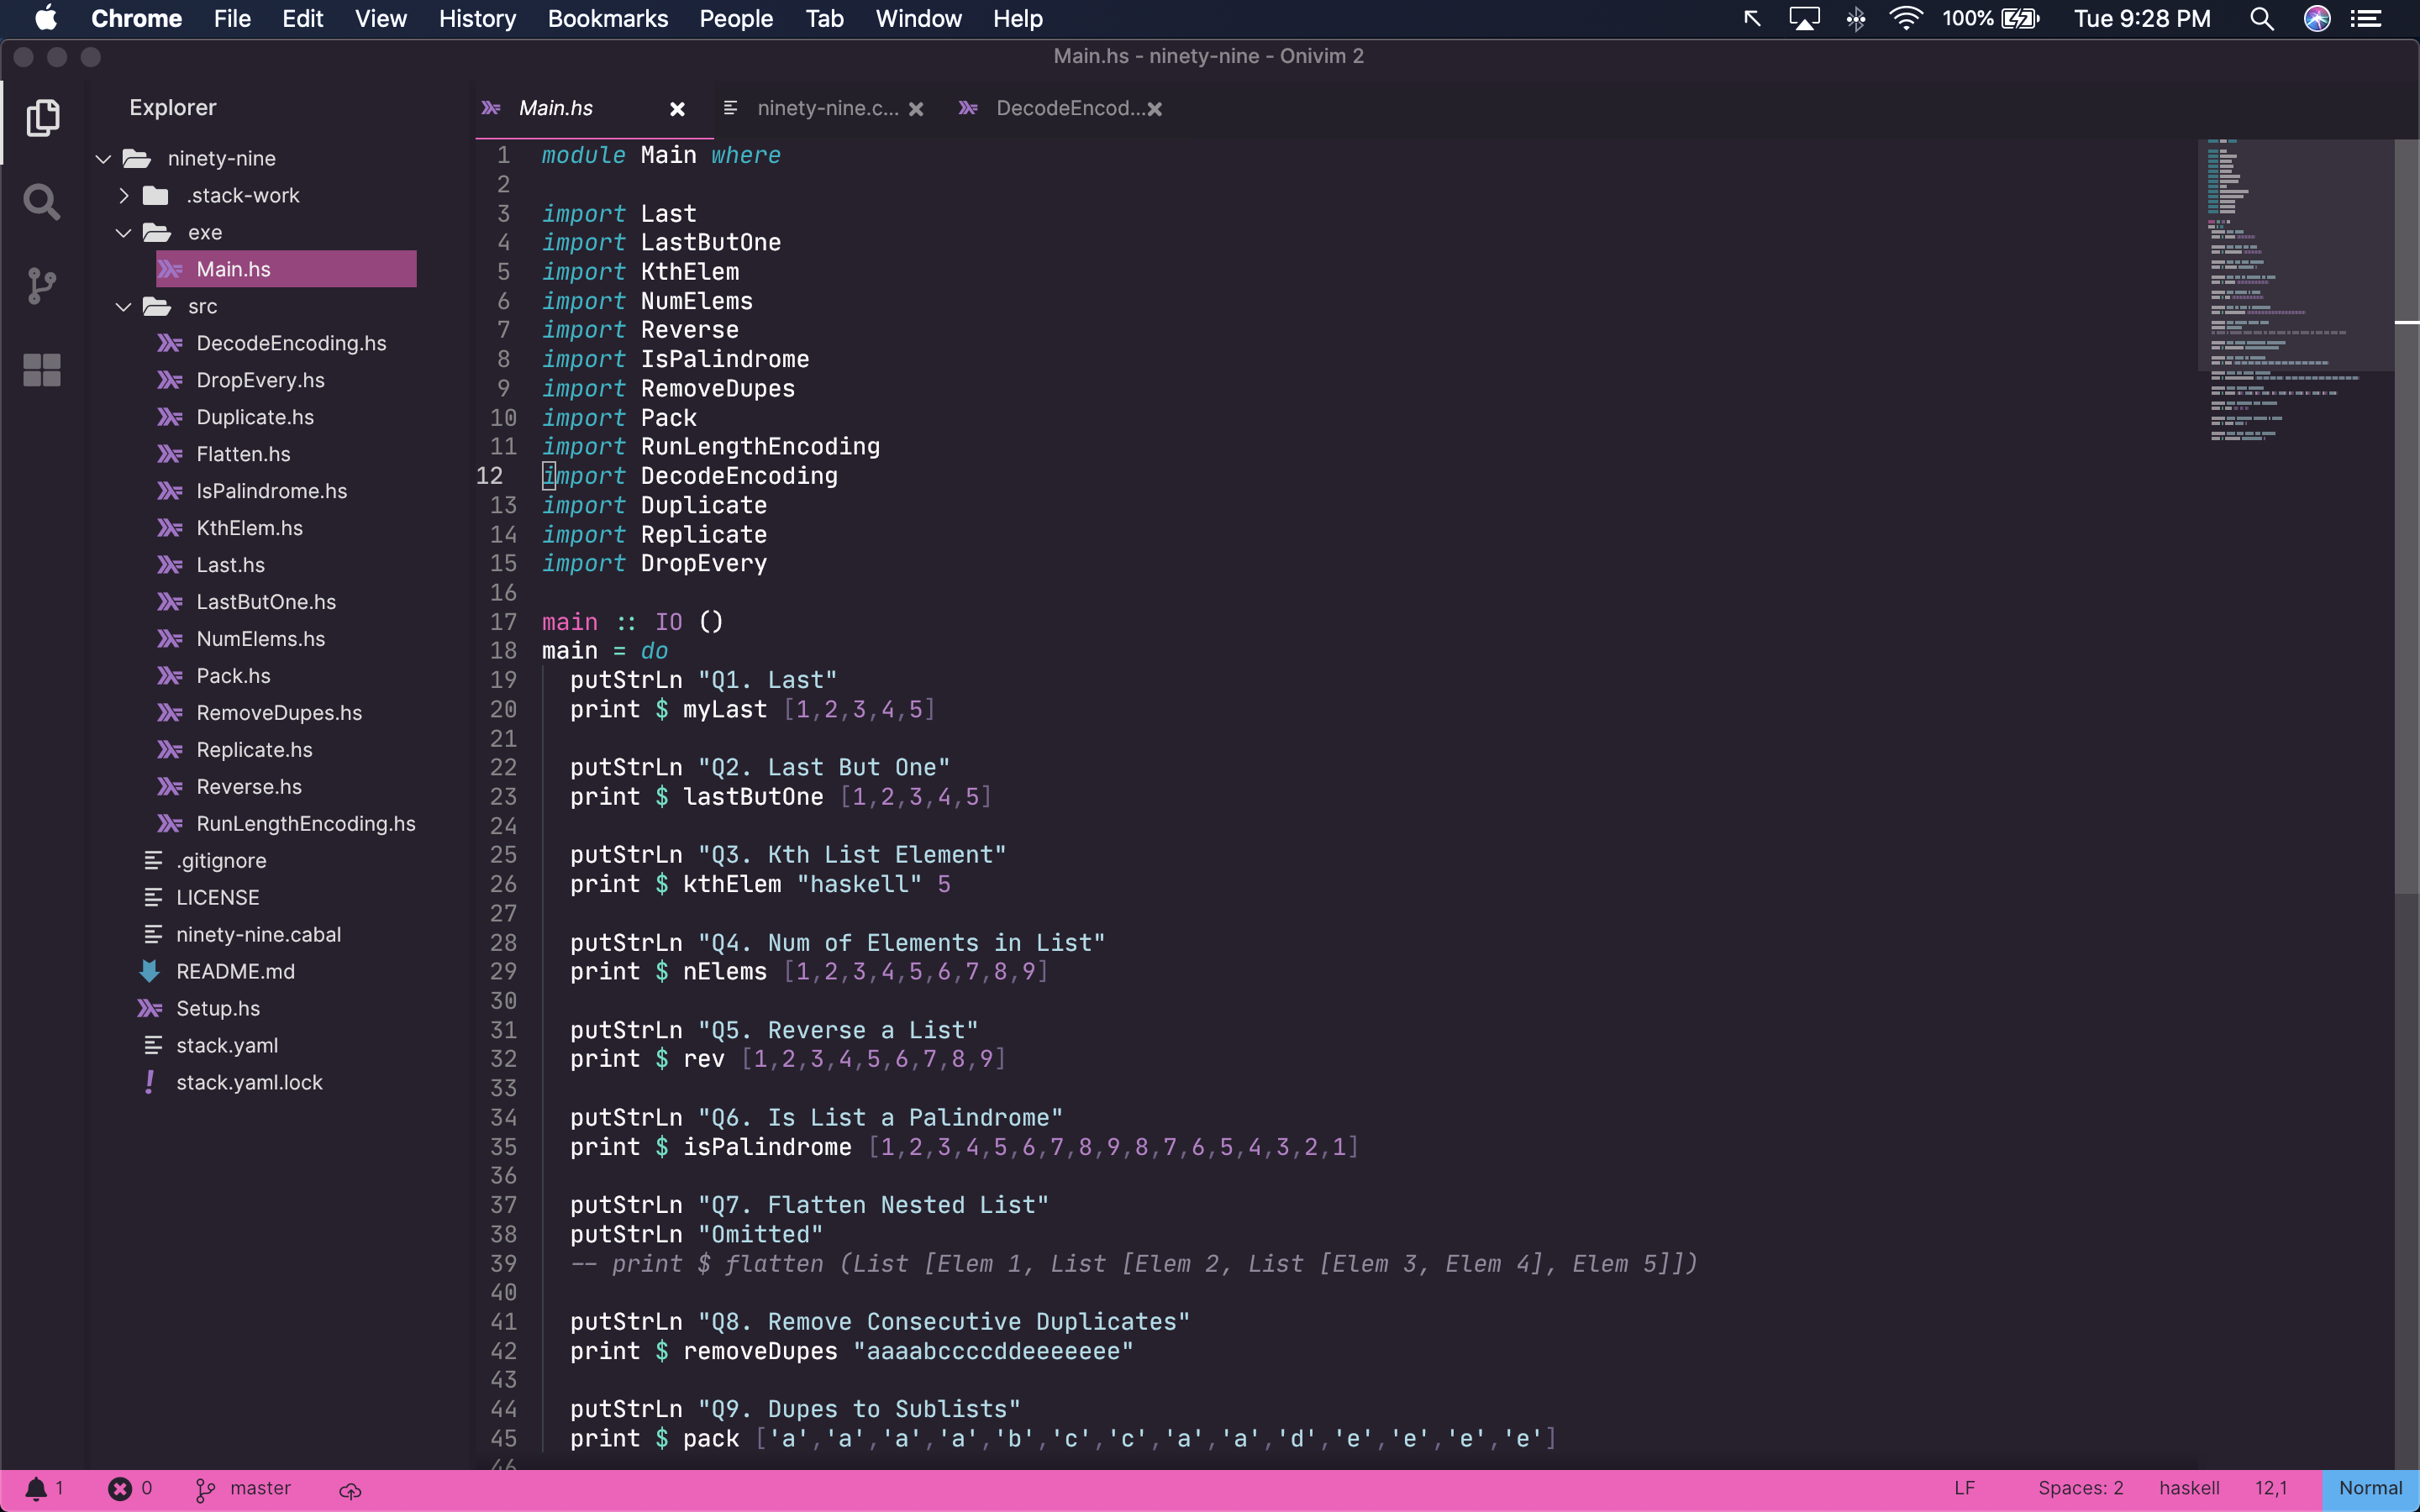 Chrome File Edit View History Bookmarks People Tab Window Help 100% Tue 9:28 PM
Main.hs - ninety-nine - Onivim 2
Explorer
ninety-nine
.stack-work
exe
Main.hs
src
DecodeEncoding.hs
DropEvery.hs
Duplicate.hs
Flatten.hs
IsPalindrome.hs
KthElem.hs
Last.hs
LastButOne.hs
NumElems.hs
Pack.hs
RemoveDupes.hs
Replicate.hs
Reverse.hs
RunLengthEncoding.hs
.gitignore
LICENSE
ninety-nine.cabal
README.md
Setup.hs
stack.yaml
stack.yaml.lock
Main.hs ninety-nine.c... DecodeEncod...
1 module Main where
2
3 import Last
4 import LastButOne
5 import KthElem
6 import NumElems
7 import Reverse
8 import IsPalindrome
9 import RemoveDupes
10 import Pack
11 import RunLengthEncoding
12 import DecodeEncoding
13 import Duplicate
14 import Replicate
15 import DropEvery
16
17 main :: IO ()
18 main = do
19 putStrLn "Q1. Last"
20 print $ myLast [1,2,3,4,5]
21
22 putStrLn "Q2. Last But One"
23 print $ lastButOne [1,2,3,4,5]
24
25 putStrLn "Q3. Kth List Element"
26 print $ kthElem "haskell" 5
27
28 putStrLn "Q4. Num of Elements in List"
29 print $ nElems [1,2,3,4,5,6,7,8,9]
30
31 putStrLn "Q5. Reverse a List"
32 print $ rev [1,2,3,4,5,6,7,8,9]
33
34 putStrLn "Q6. Is List a Palindrome"
35 print $ isPalindrome [1,2,3,4,5,6,7,8,9,8,7,6,5,4,3,2,1]
36
37 putStrLn "Q7. Flatten Nested List"
38 putStrLn "Omitted"
39 -- print $ flatten (List [Elem 1, List [Elem 2, List [Elem 3, Elem 4], Elem 5]])
40
41 putStrLn "Q8. Remove Consecutive Duplicates"
42 print $ removeDupes "aaaabccccddeeeeeee"
43
44 putStrLn "Q9. Dupes to Sublists"
45 print $ pack ['a','a','a','a','b','c','c','a','a','d','e','e','e','e']
46
1 0 master LF Spaces: 2 haskell 12,1 Normal